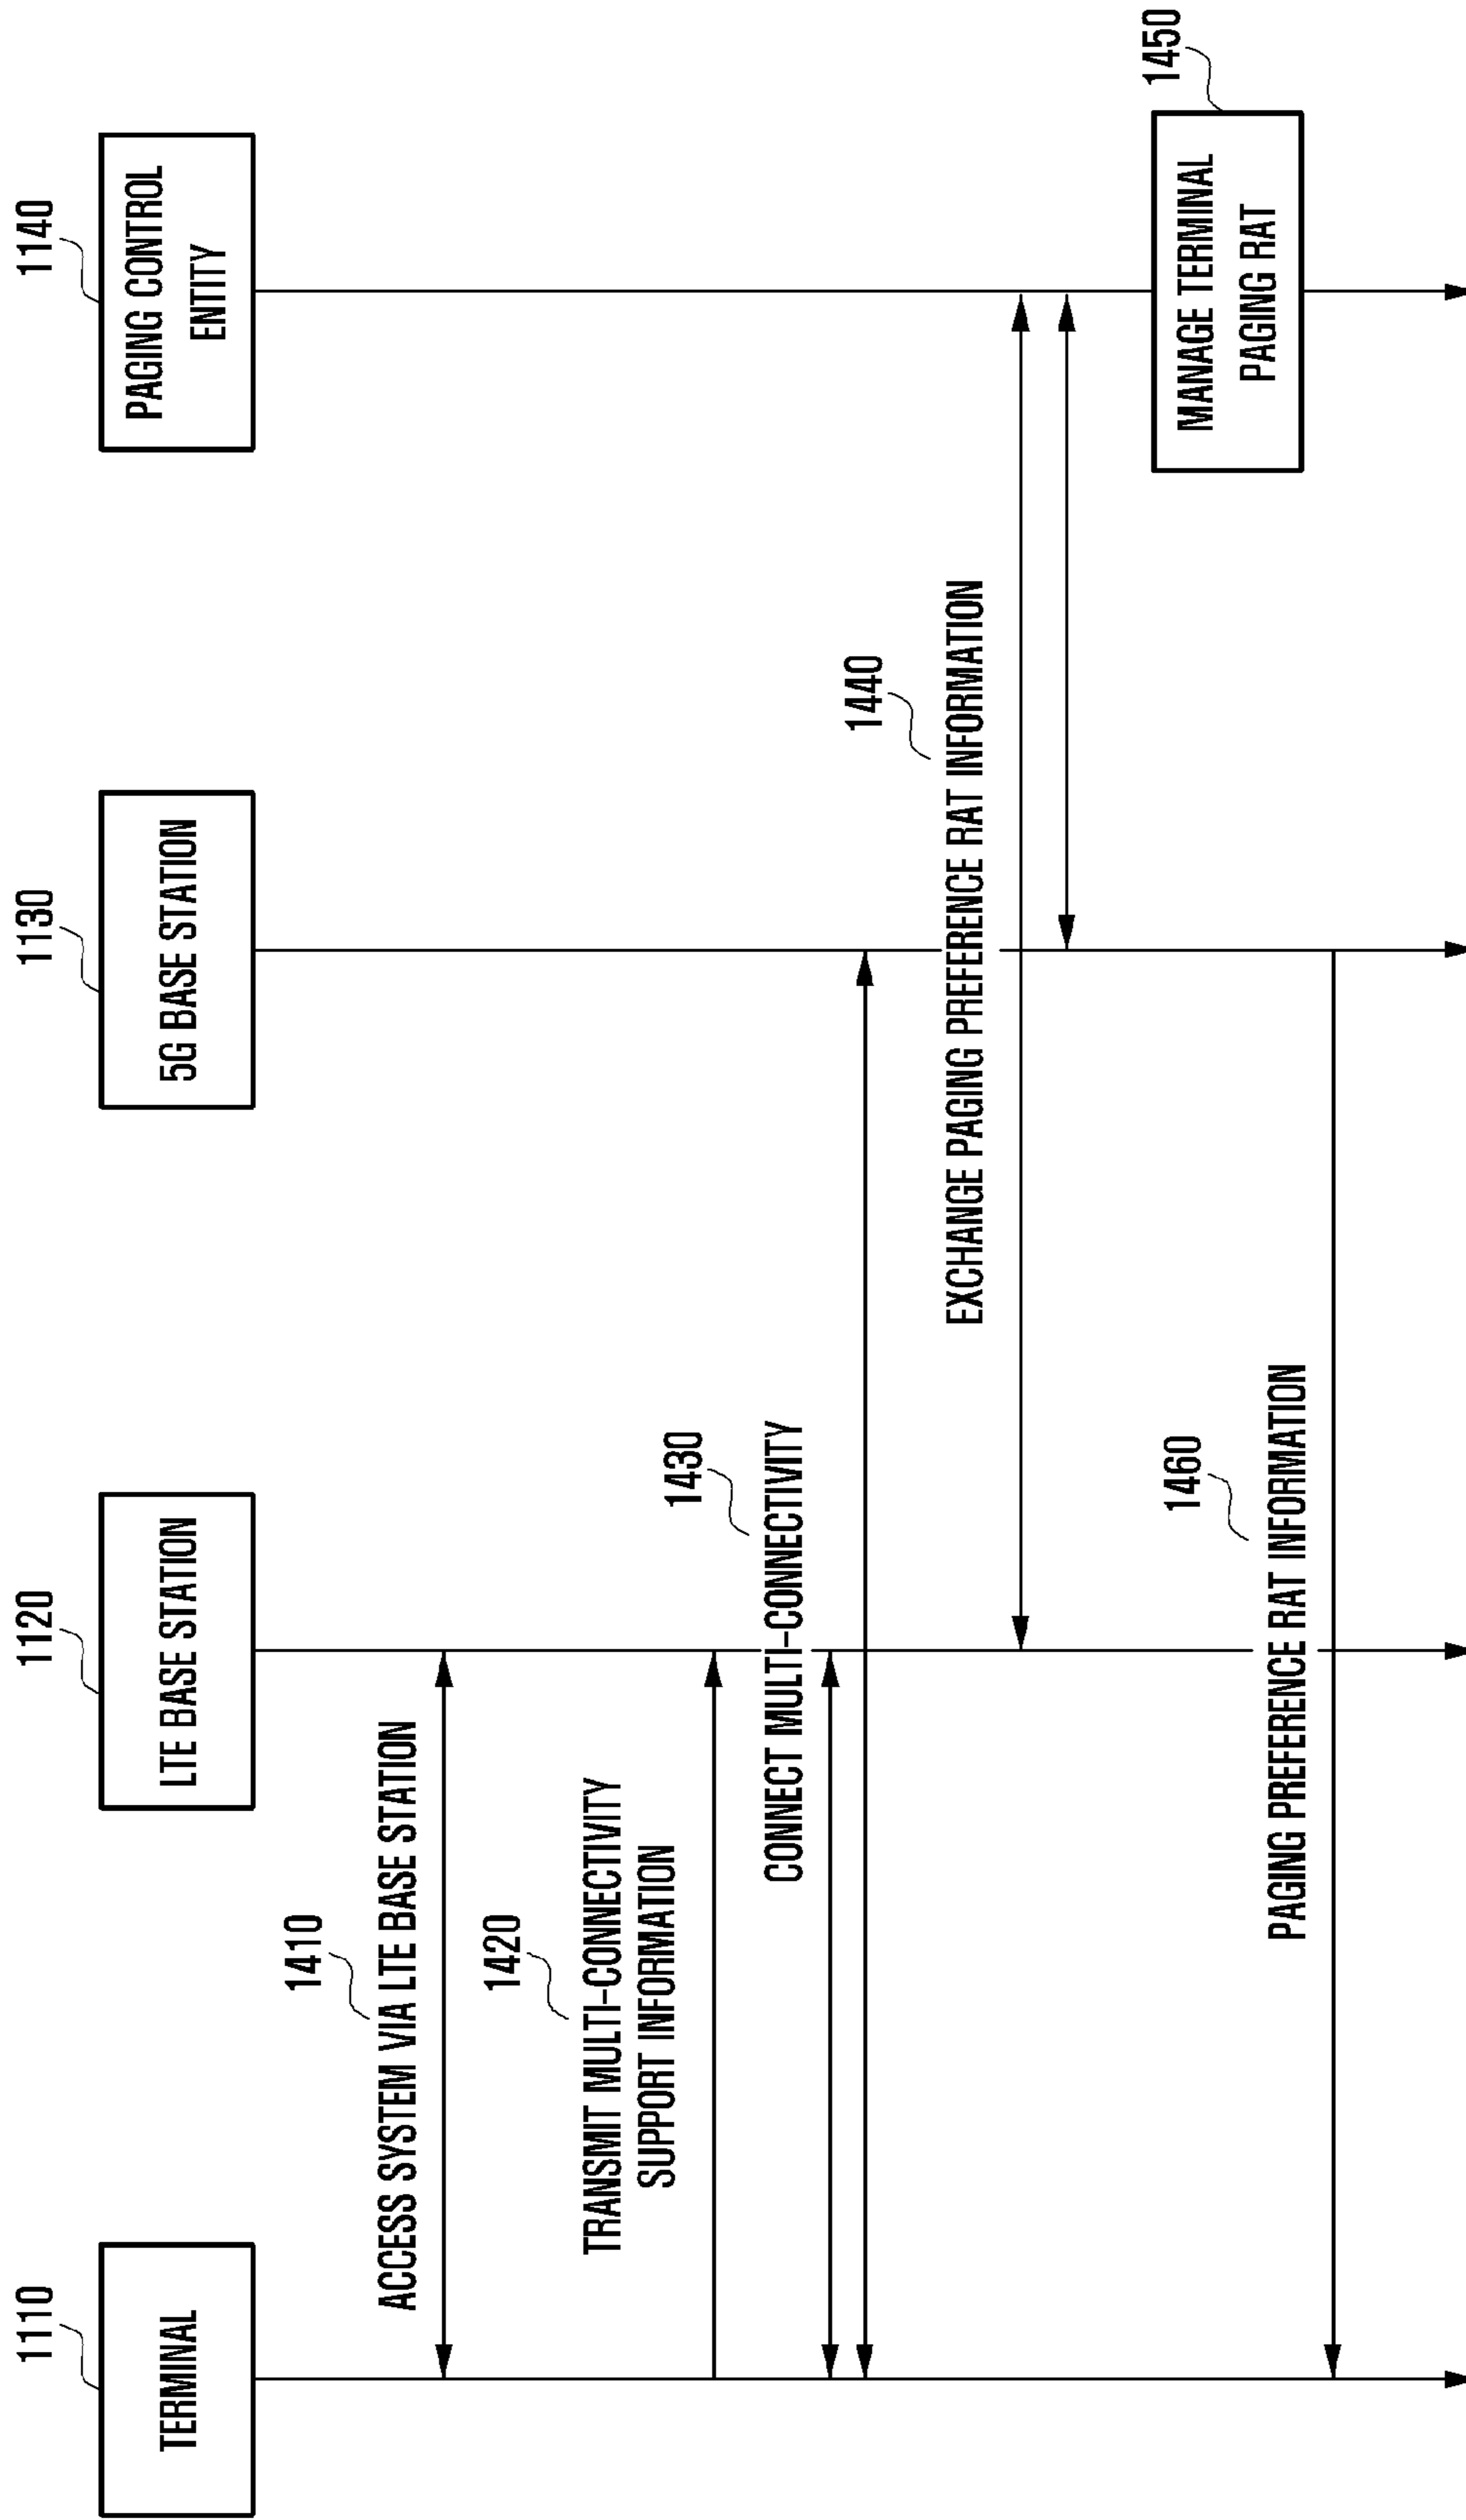 1110
1120
1130
1140
TERMINAL
LTE BASE STATION
5G BASE STATION
PAGING CONTROL
ENTITY
1410
ACCESS SYSTEM VIA LTE BASE STATION
1420
TRANSMIT MULTI-CONNECTIVITY
SUPPORT INFORMATION
1430
CONNECT MULTI-CONNECTIVITY
1440
EXCHANGE PAGING PREFERENCE RAT INFORMATION
1450
MANAGE TERMINAL
PAGING RAT
1460
PAGING PREFERENCE RAT INFORMATION